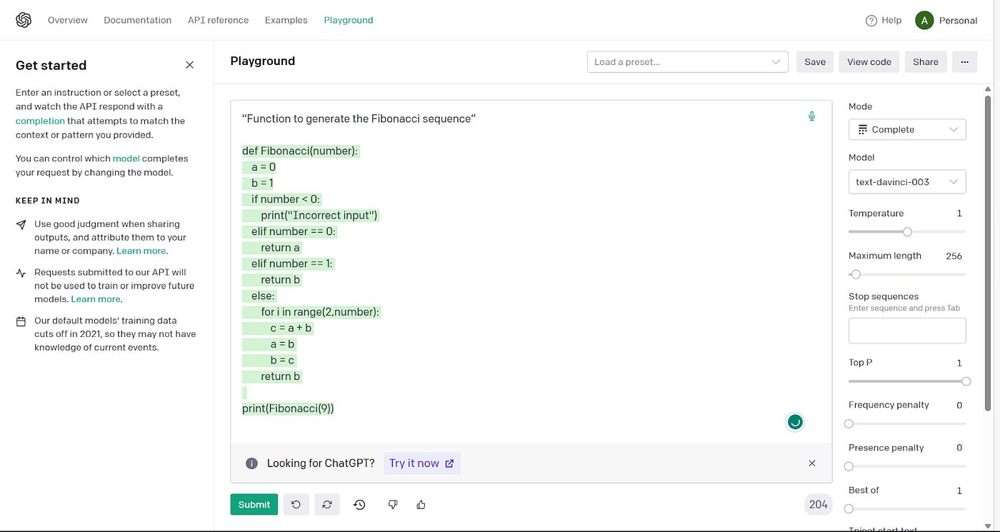 Overview Documentation API reference Examples Playground Help A Personal
Get started
Enter an instruction or select a preset,
and watch the API respond with a
completion that attempts to match the
context or pattern you provided.
You can control which model completes
your request by changing the model.
KEEP IN MIND
Use good judgment when sharing
outputs, and attribute them to your
name or company. Learn more.
Requests submitted to our API will
not be used to train or improve future
models. Learn more.
Our default models' training data
cuts off in 2021, so they may not have
knowledge of current events.
Playground
Load a preset...
Save
View code
Share
...
“Function to generate the Fibonacci sequence”
def Fibonacci(number):
a = 0
b = 1
if number < 0:
print("Incorrect input")
elif number == 0:
return a
elif number == 1:
return b
else:
for i in range(2,number):
c = a + b
a = b
b = c
return b
print(Fibonacci(9))
Looking for ChatGPT? Try it now
Submit
204
Mode
Complete
Model
text-davinci-003
Temperature 1
Maximum length 256
Stop sequences
Enter sequence and press Tab
Top P 1
Frequency penalty 0
Presence penalty 0
Best of 1
Inject start text